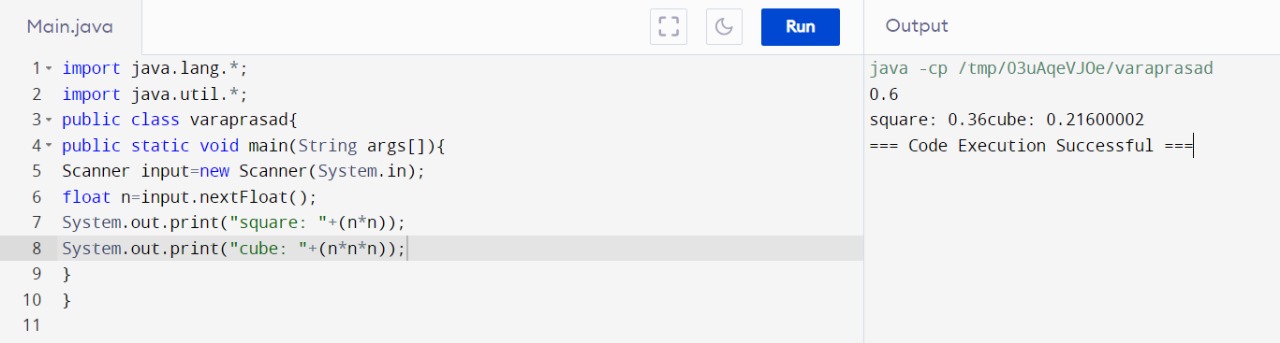 Main.java
Run
Output
1 import java.lang.*;
2 import java.util.*;
3 public class varaprasad{
4 public static void main(String args[]){
5 Scanner input=new Scanner(System.in);
6 float n=input.nextFloat();
7 System.out.print("square: "+(n*n));
8 System.out.print("cube: "+(n*n*n));
9 }
10 }
11
java -cp /tmp/03uAqeVJOe/varaprasad
0.6
square: 0.36cube: 0.21600002
=== Code Execution Successful ===